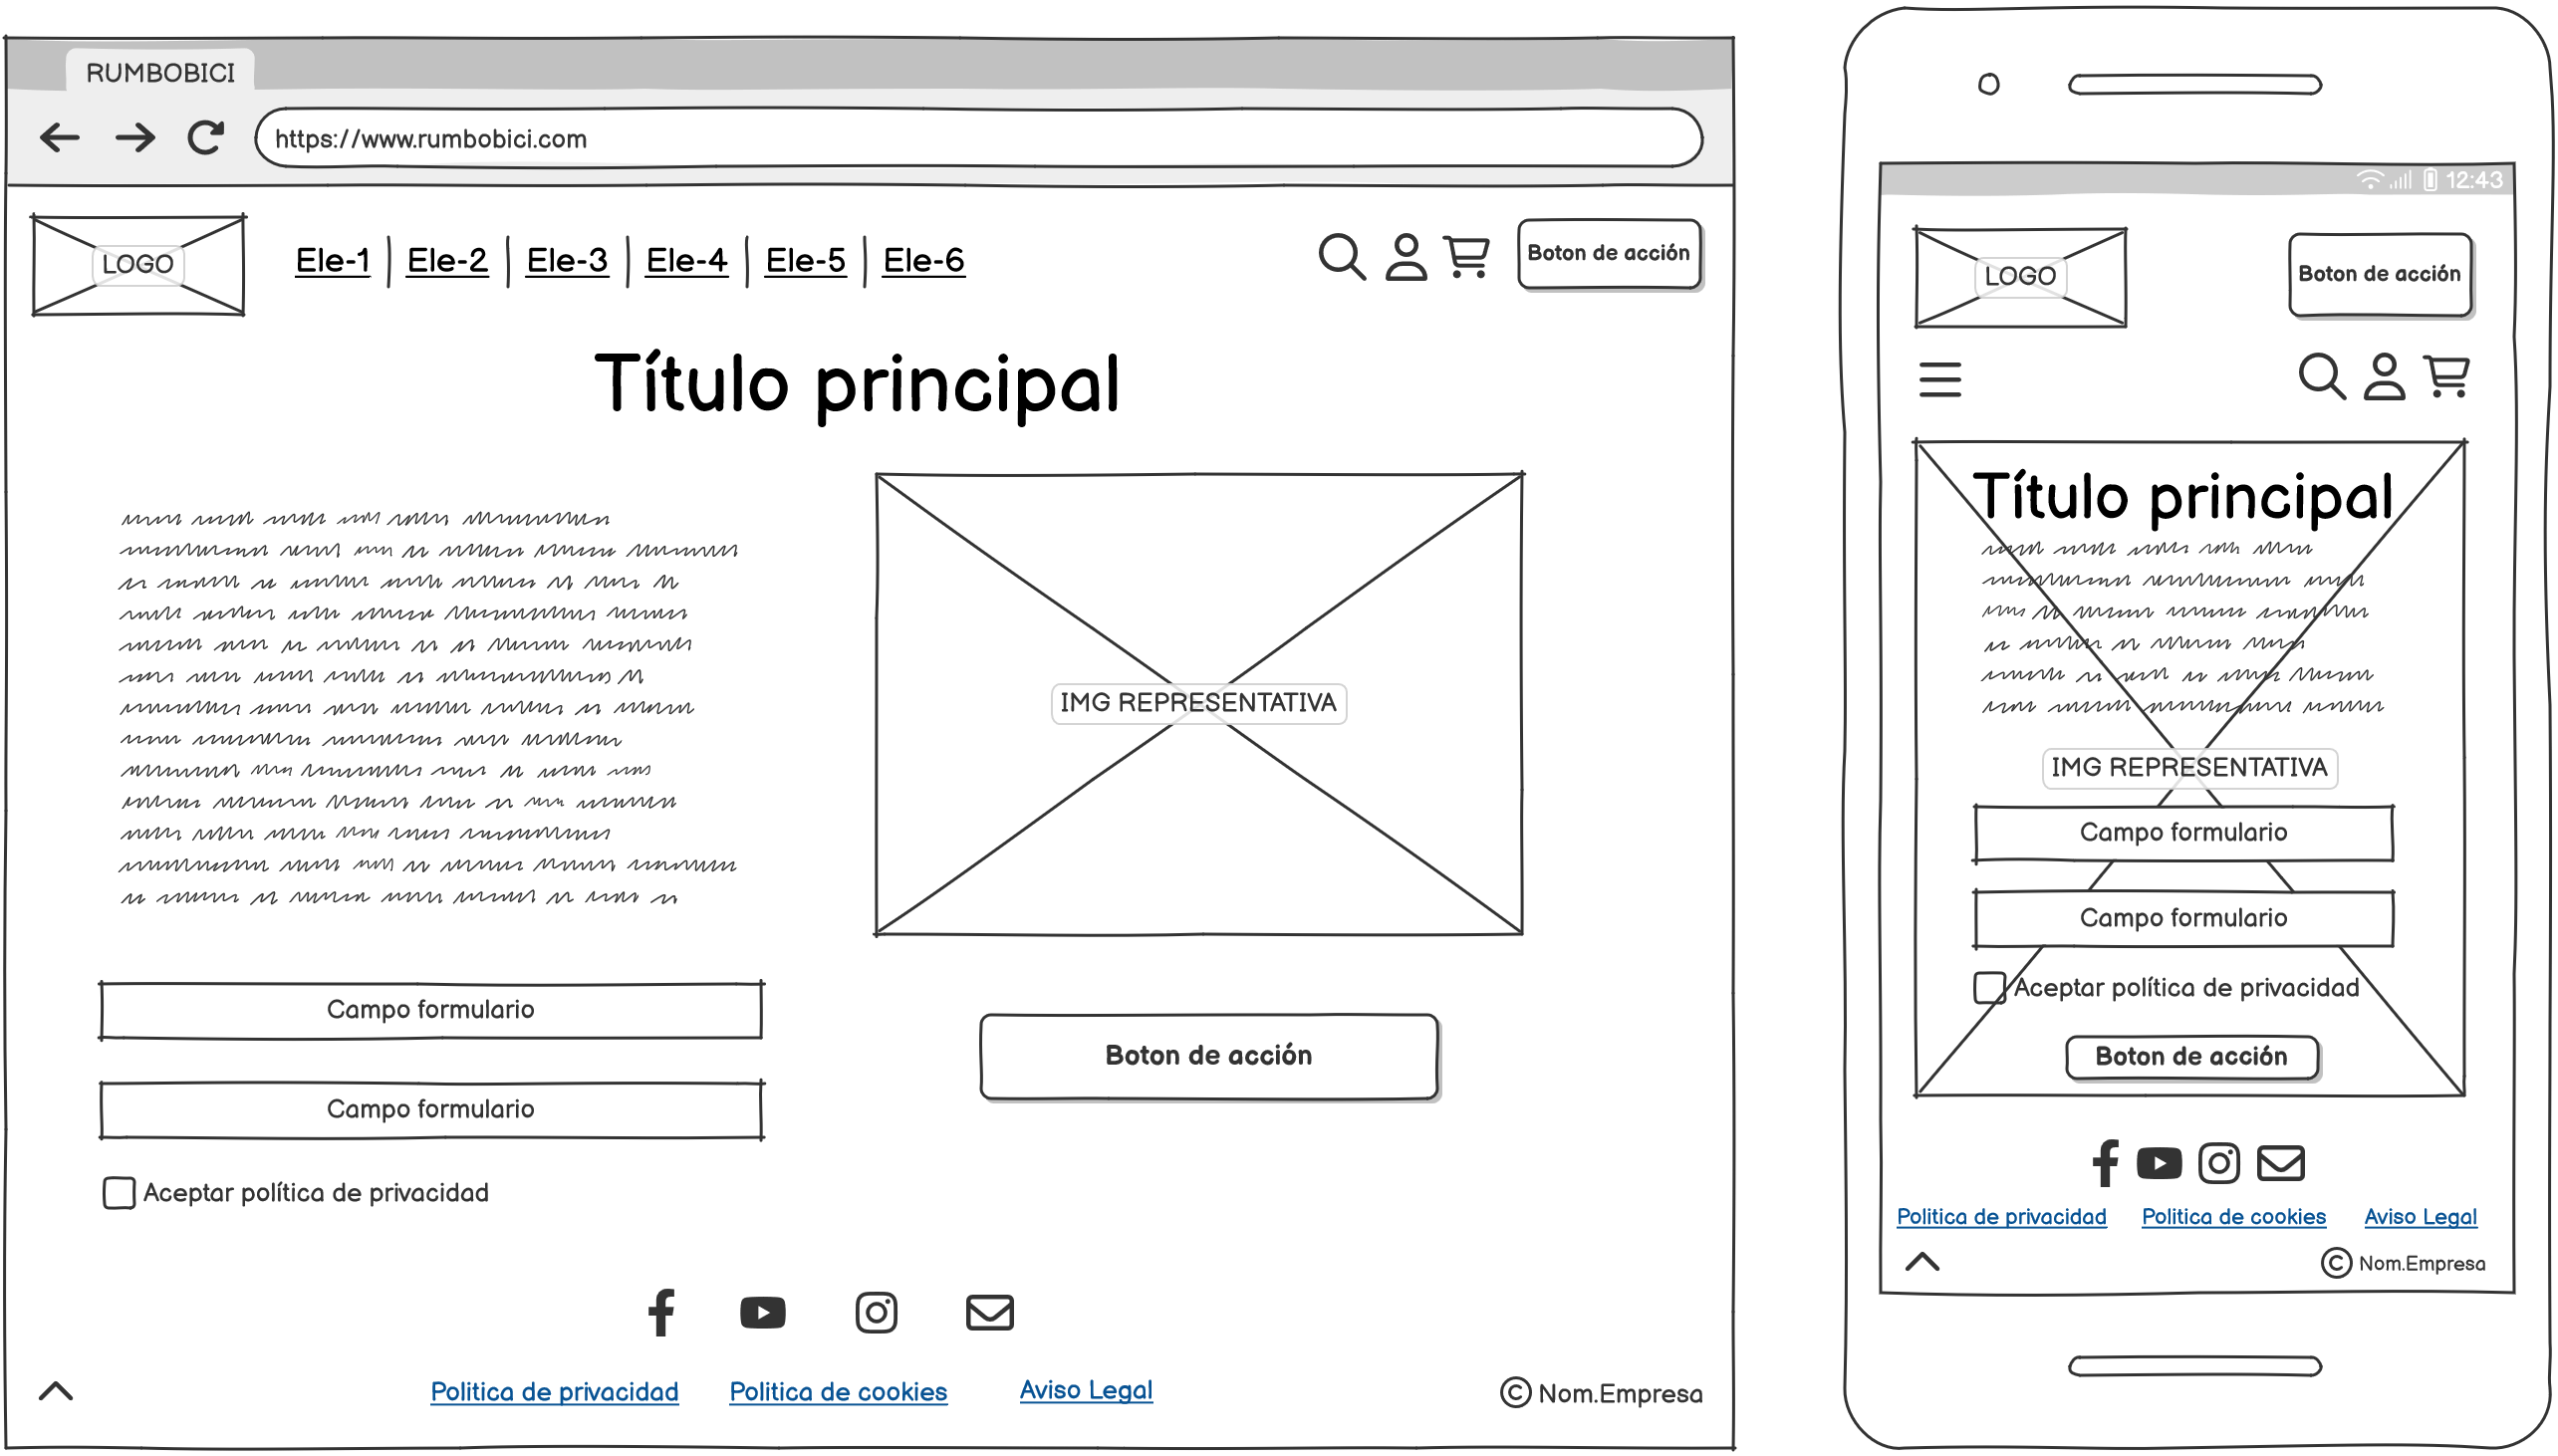 RUMBOBICI
https://www.rumbobici.com
LOGO
Ele-1 | Ele-2 | Ele-3 | Ele-4 | Ele-5 | Ele-6
Boton de acción
Título principal
IMG REPRESENTATIVA
Campo formulario
Campo formulario
Aceptar política de privacidad
Boton de acción
Politica de privacidad
Politica de cookies
Aviso Legal
© Nom.Empresa
12:43
LOGO
Boton de acción
Título principal
IMG REPRESENTATIVA
Campo formulario
Campo formulario
Aceptar política de privacidad
Boton de acción
Politica de privacidad
Politica de cookies
Aviso Legal
© Nom.Empresa